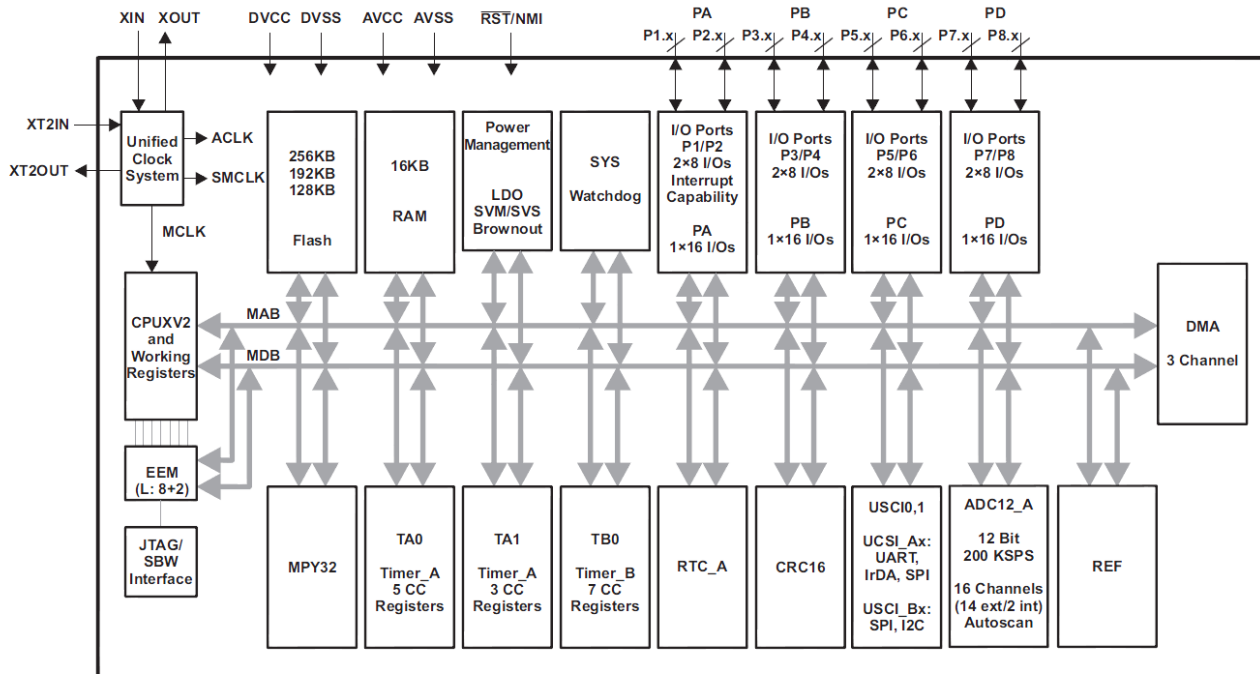 XIN XOUT DVCC DVSS AVCC AVSS RST/NMI PA PB PC PD
P1.x P2.x P3.x P4.x P5.x P6.x P7.x P8.x
XT2IN
XT2OUT
Unified
Clock
System
ACLK
SMCLK
MCLK
256KB
192KB
128KB
Flash
16KB
RAM
Power
Management
LDO
SVM/SVS
Brownout
SYS
Watchdog
I/O Ports
P1/P2
2×8 I/Os
Interrupt
Capability
PA
1×16 I/Os
I/O Ports
P3/P4
2×8 I/Os
PB
1×16 I/Os
I/O Ports
P5/P6
2×8 I/Os
PC
1×16 I/Os
I/O Ports
P7/P8
2×8 I/Os
PD
1×16 I/Os
CPUXV2
and
Working
Registers
MAB
MDB
DMA
3 Channel
EEM
(L: 8+2)
JTAG/
SBW
Interface
MPY32
TA0
Timer_A
5 CC
Registers
TA1
Timer_A
3 CC
Registers
TB0
Timer_B
7 CC
Registers
RTC_A
CRC16
USCI0,1
UCSI_Ax:
UART,
IrDA, SPI
USCI_Bx:
SPI, I2C
ADC12_A
12 Bit
200 KSPS
16 Channels
(14 ext/2 int)
Autoscan
REF